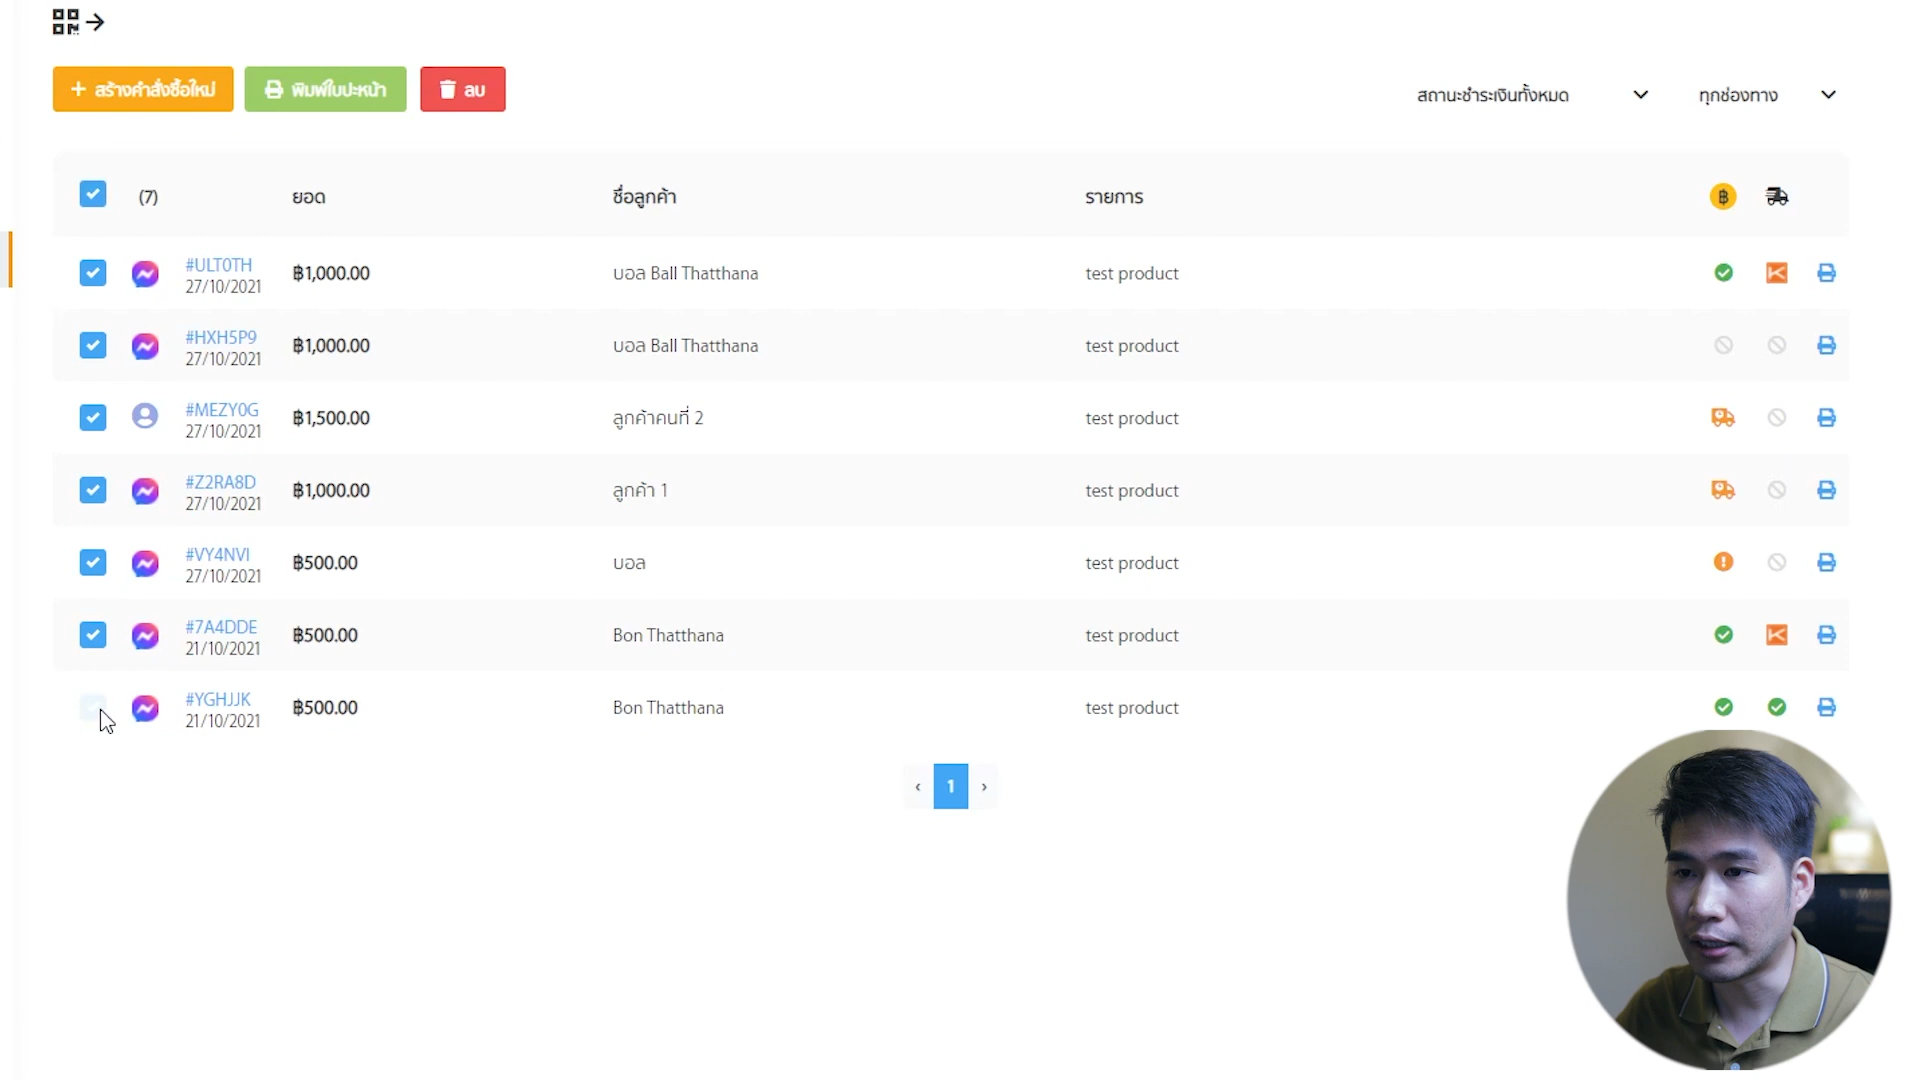 สร้างคำสั่งซื้อใหม่ พิมพ์ใบปะหน้า ลบ
สถานะชำระเงินทั้งหมด ทุกช่องทาง
(7) ยอด ชื่อลูกค้า รายการ
#ULT0TH
27/10/2021 ฿1,000.00 บอล Ball Thatthana test product
#HXH5P9
27/10/2021 ฿1,000.00 บอล Ball Thatthana test product
#MEZY0G
27/10/2021 ฿1,500.00 ลูกค้าคนที่ 2 test product
#Z2RA8D
27/10/2021 ฿1,000.00 ลูกค้า 1 test product
#VY4NVI
27/10/2021 ฿500.00 บอล test product
#7A4DDE
21/10/2021 ฿500.00 Bon Thatthana test product
#YGHJJK
21/10/2021 ฿500.00 Bon Thatthana test product
‹ 1 ›